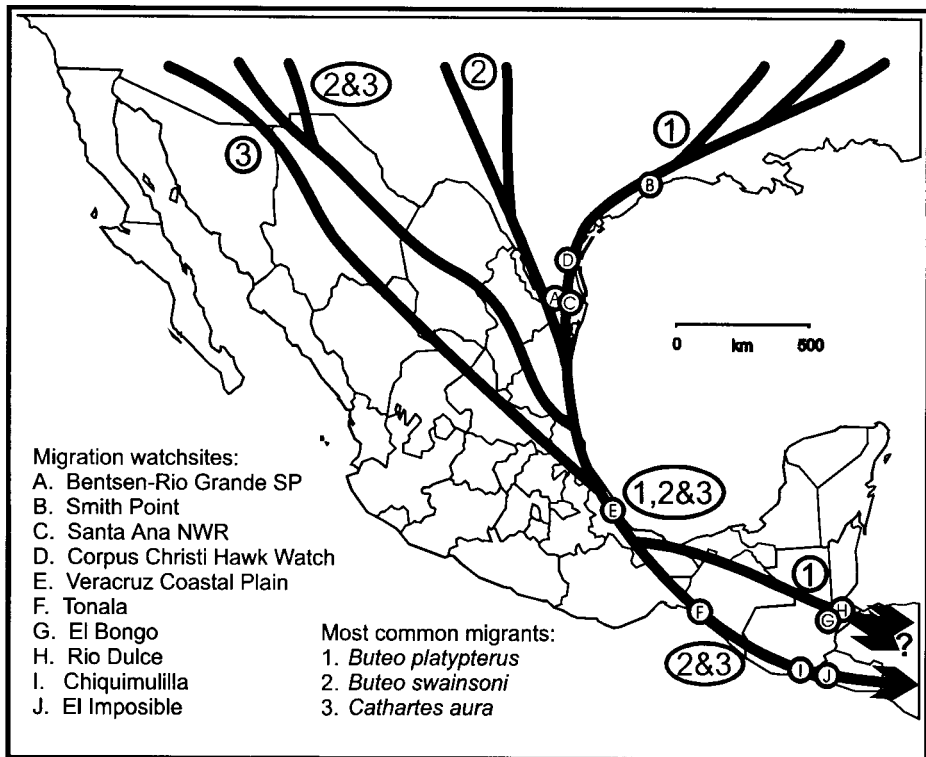 2&3
2
1
3
B
D
A
C
0 km 500
Migration watchsites:
A. Bentsen-Rio Grande SP
B. Smith Point
C. Santa Ana NWR
D. Corpus Christi Hawk Watch
E. Veracruz Coastal Plain
F. Tonala
G. El Bongo
H. Rio Dulce
I. Chiquimulilla
J. El Imposible
1,2&3
E
1
H
G
F
?
2&3
I
J
Most common migrants:
1. Buteo platypterus
2. Buteo swainsoni
3. Cathartes aura